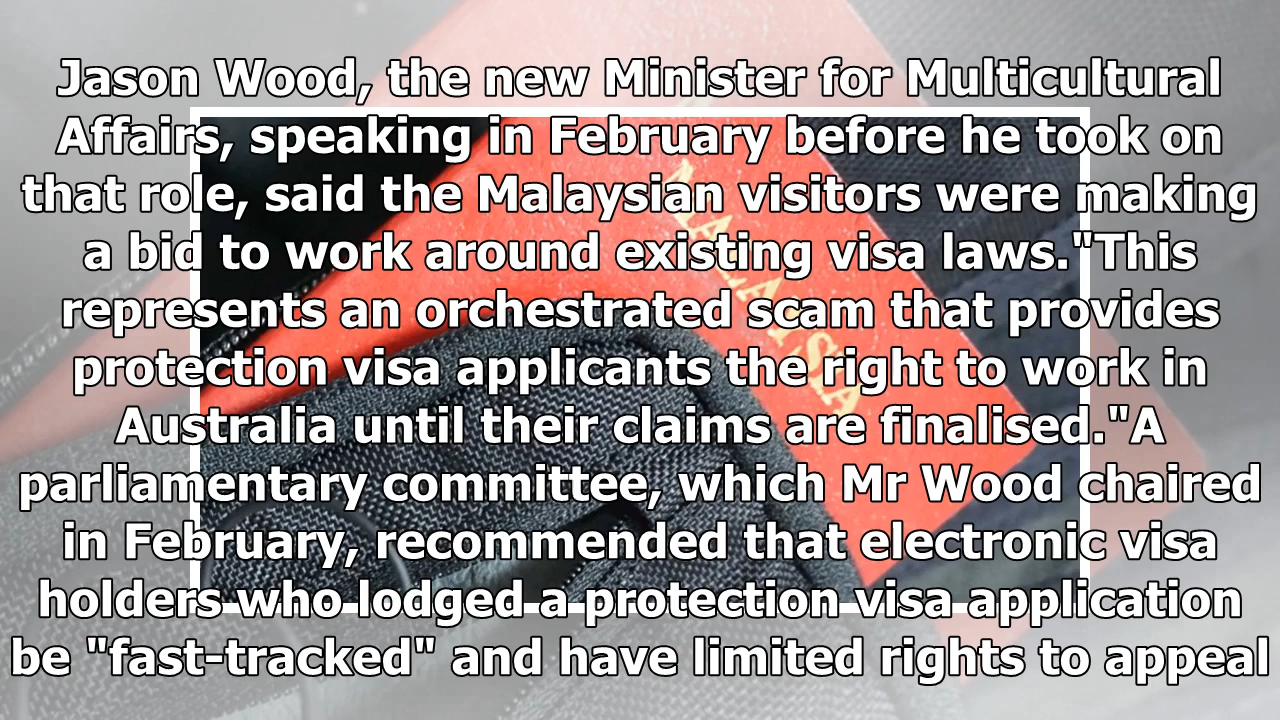 Jason Wood, the new Minister for Multicultural
Affairs, speaking in February before he took on
that role, said the Malaysian visitors were making
a bid to work around existing visa laws."This
represents an orchestrated scam that provides
protection visa applicants the right to work in
Australia until their claims are finalised."A
parliamentary committee, which Mr Wood chaired
in February, recommended that electronic visa
holders who lodged a protection visa application
be "fast-tracked" and have limited rights to appeal
MALAYSIA